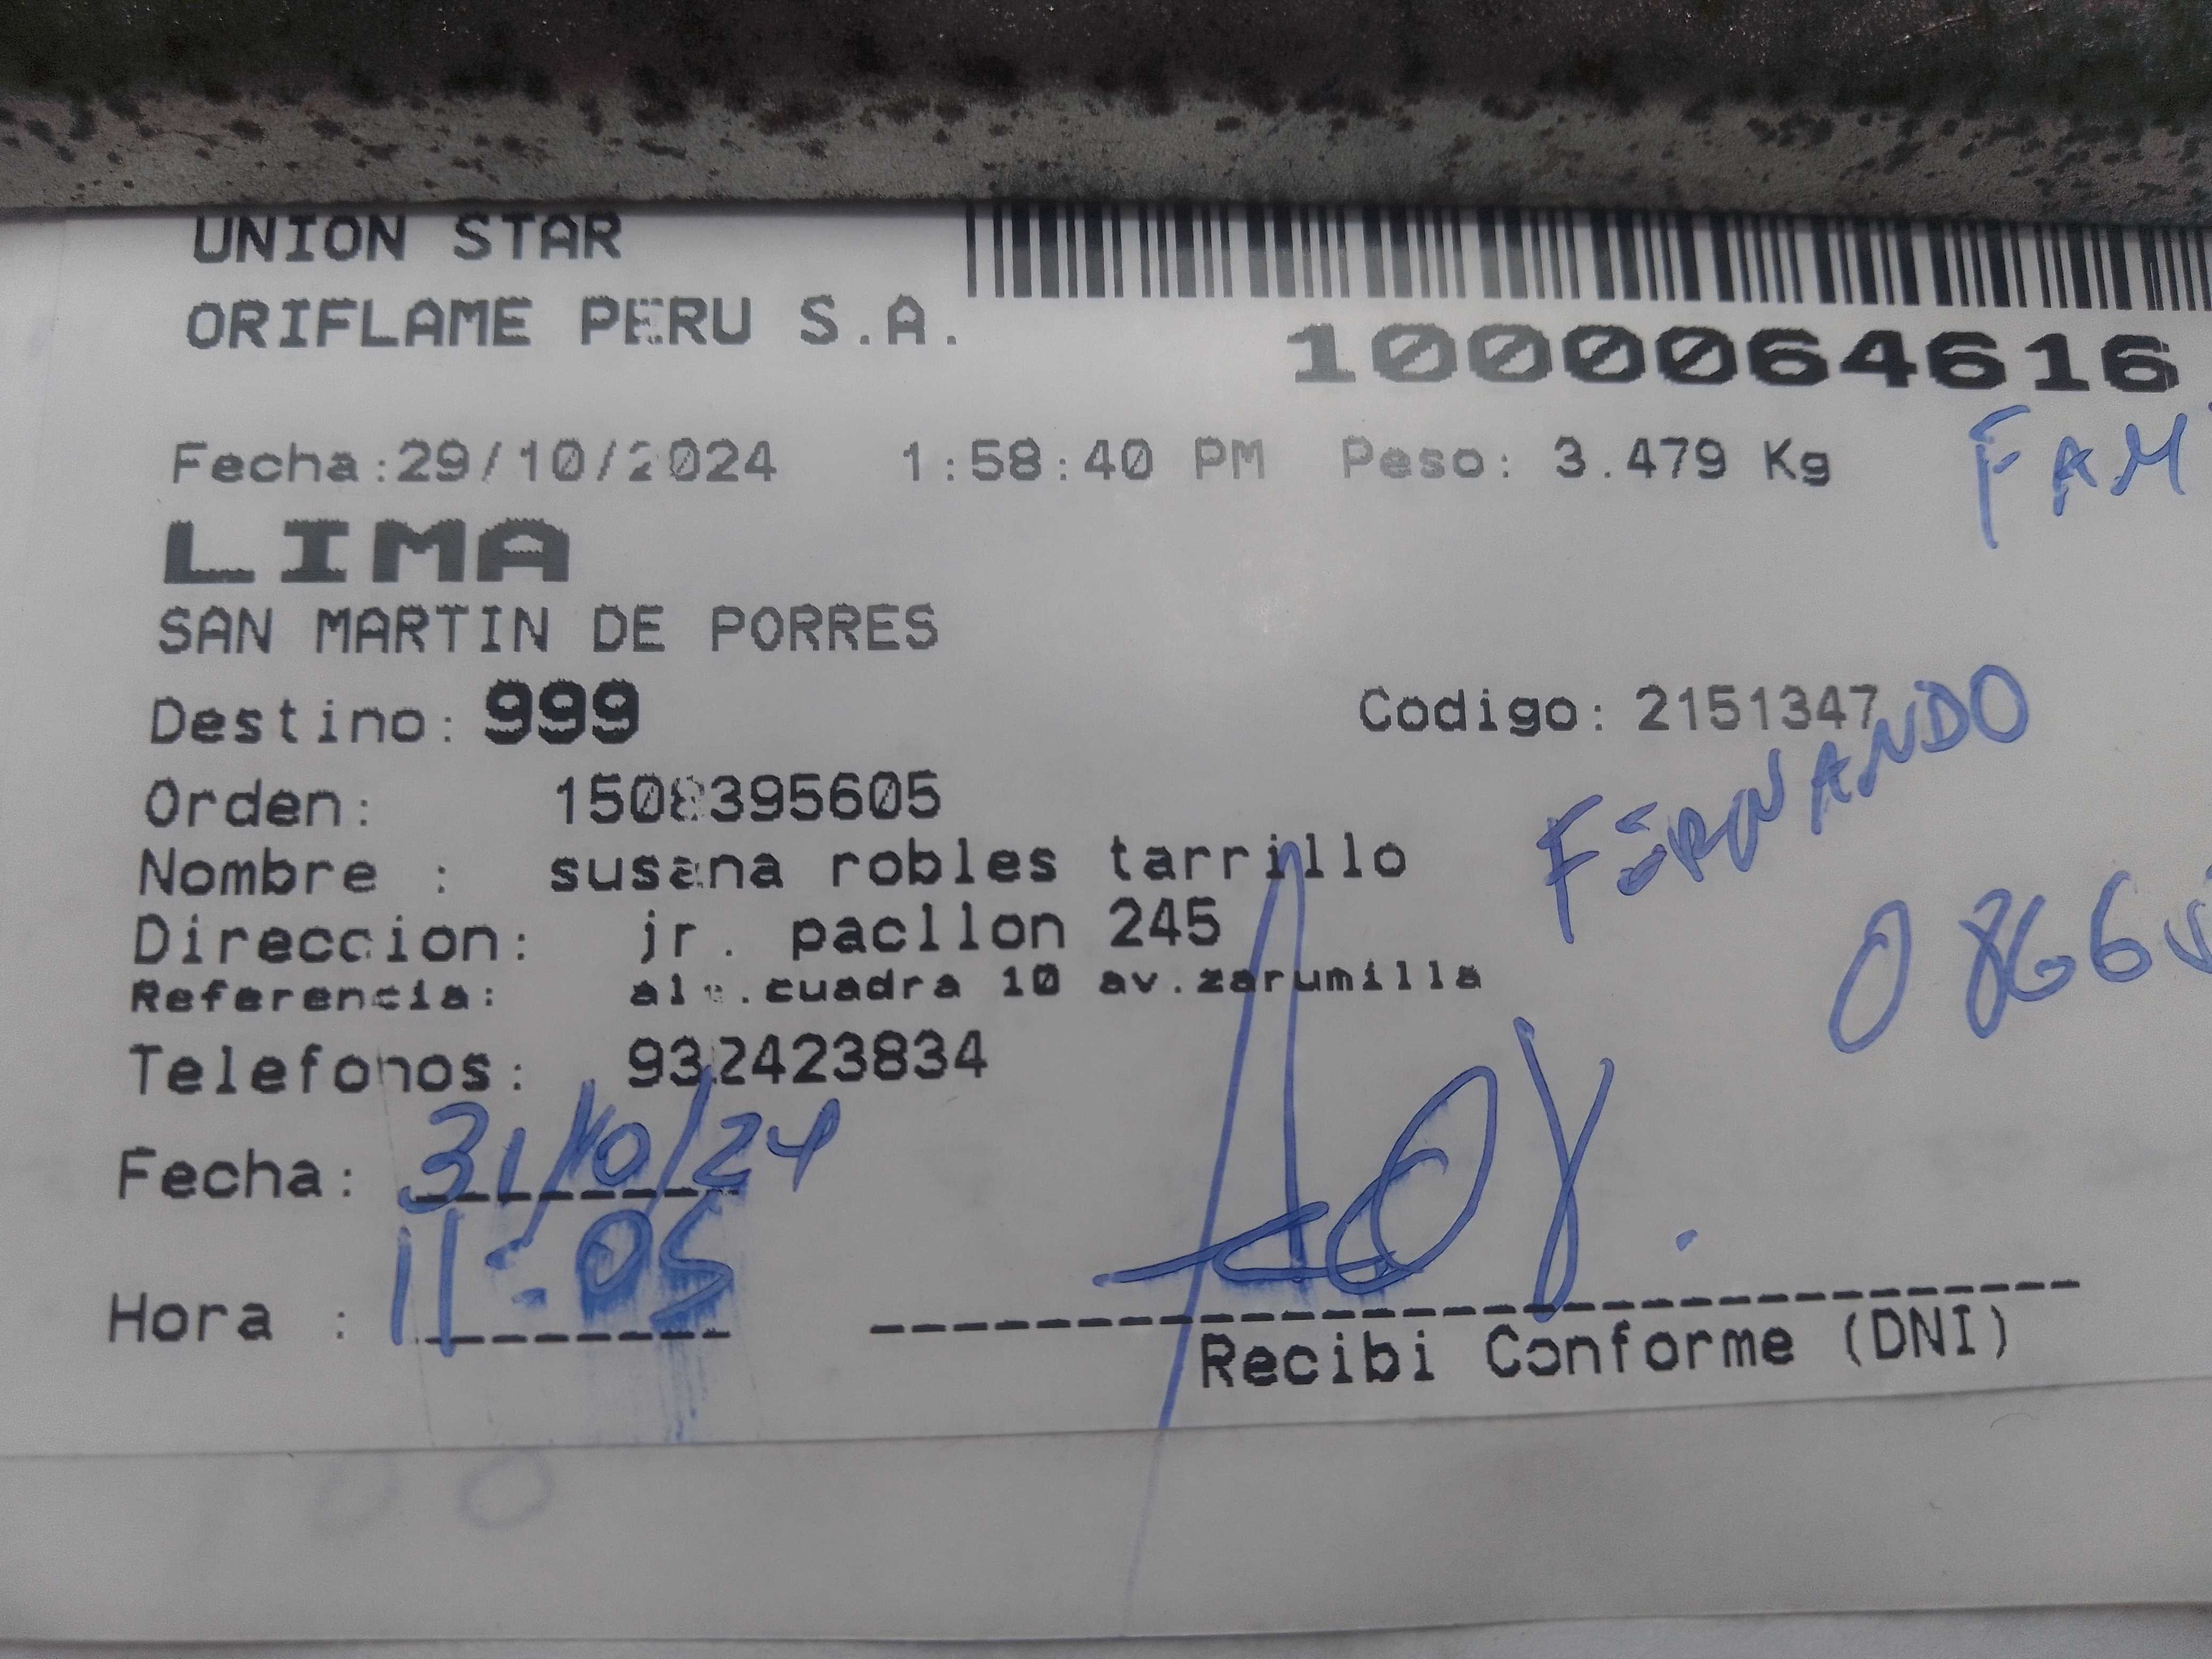 UNION STAR
ORIFLAME PERU S.A.
1000064616
Fecha:29/10/2024 1:58:40 PM Peso: 3.479 Kg
FAM
LIMA
SAN MARTIN DE PORRES
Destino: 999 Codigo: 2151347
FERNANDO
Orden: 1508395605
Nombre : susana robles tarrillo
Direccion: jr. pacllon 245
0866
Referencia: alt.cuadra 10 av.zarumilla
Telefonos: 932423834
Fecha: 31/10/24
Hora : 11:05
Recibi Conforme (DNI)